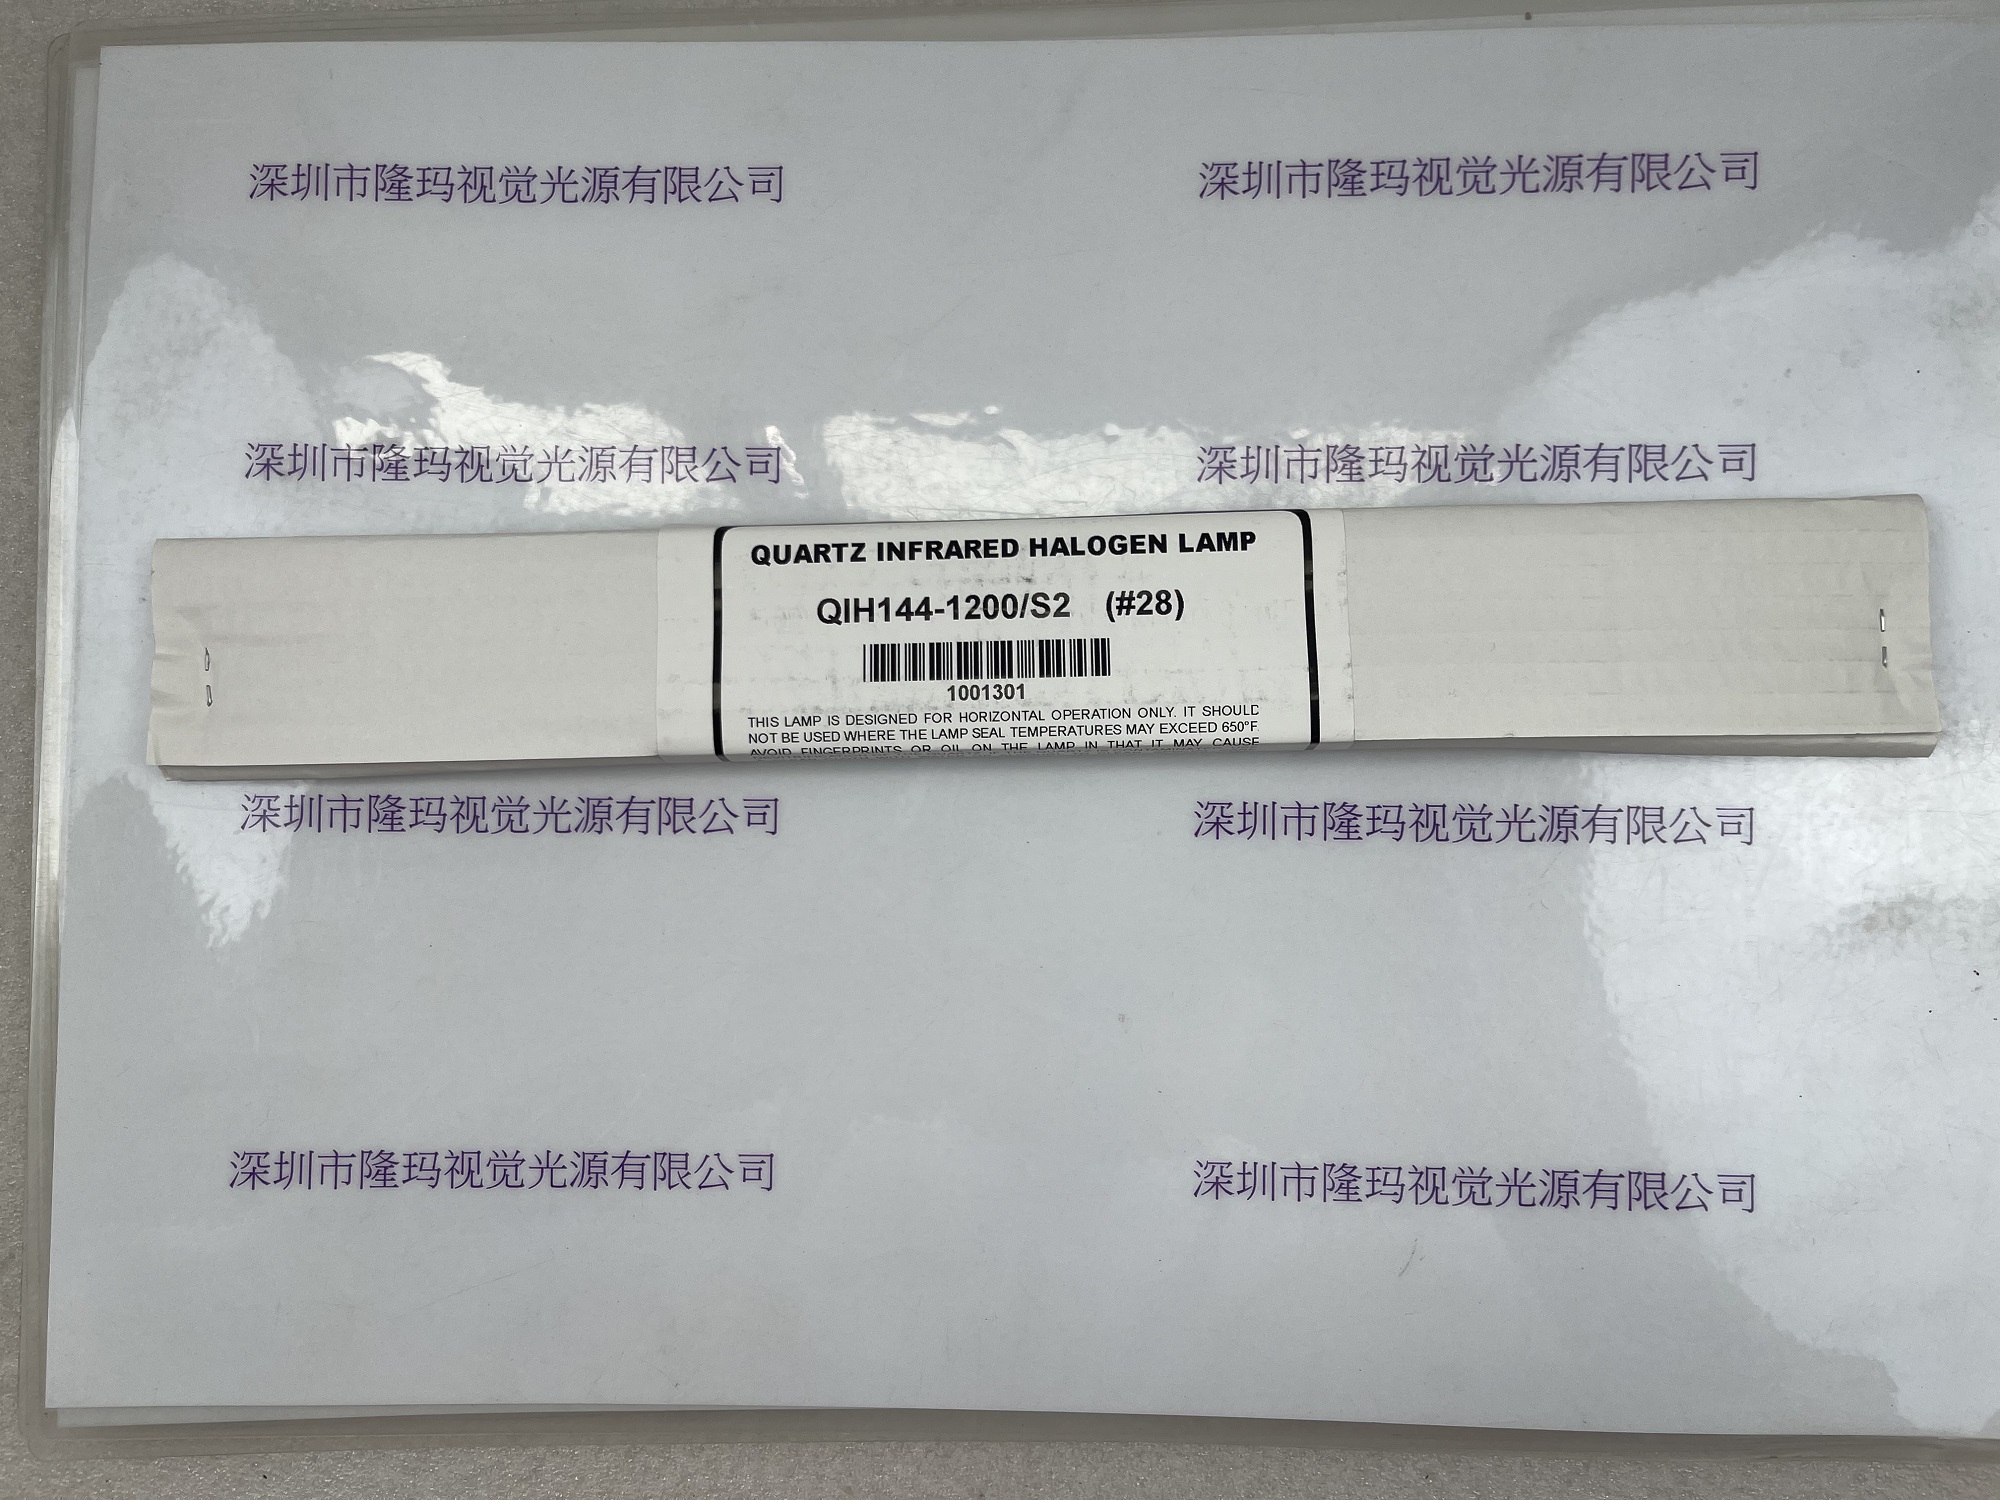 深圳市隆玛视觉光源有限公司 深圳市隆玛视觉光源有限公司
深圳市隆玛视觉光源有限公司 深圳市隆玛视觉光源有限公司
QUARTZ INFRARED HALOGEN LAMP
QIH144-1200/S2 (#28)
1001301
THIS LAMP IS DESIGNED FOR HORIZONTAL OPERATION ONLY. IT SHOULD
NOT BE USED WHERE THE LAMP SEAL TEMPERATURES MAY EXCEED 650°F.
AVOID FINGERPRINTS OR OIL ON THE LAMP IN THAT IT MAY CAUSE
深圳市隆玛视觉光源有限公司 深圳市隆玛视觉光源有限公司
深圳市隆玛视觉光源有限公司 深圳市隆玛视觉光源有限公司